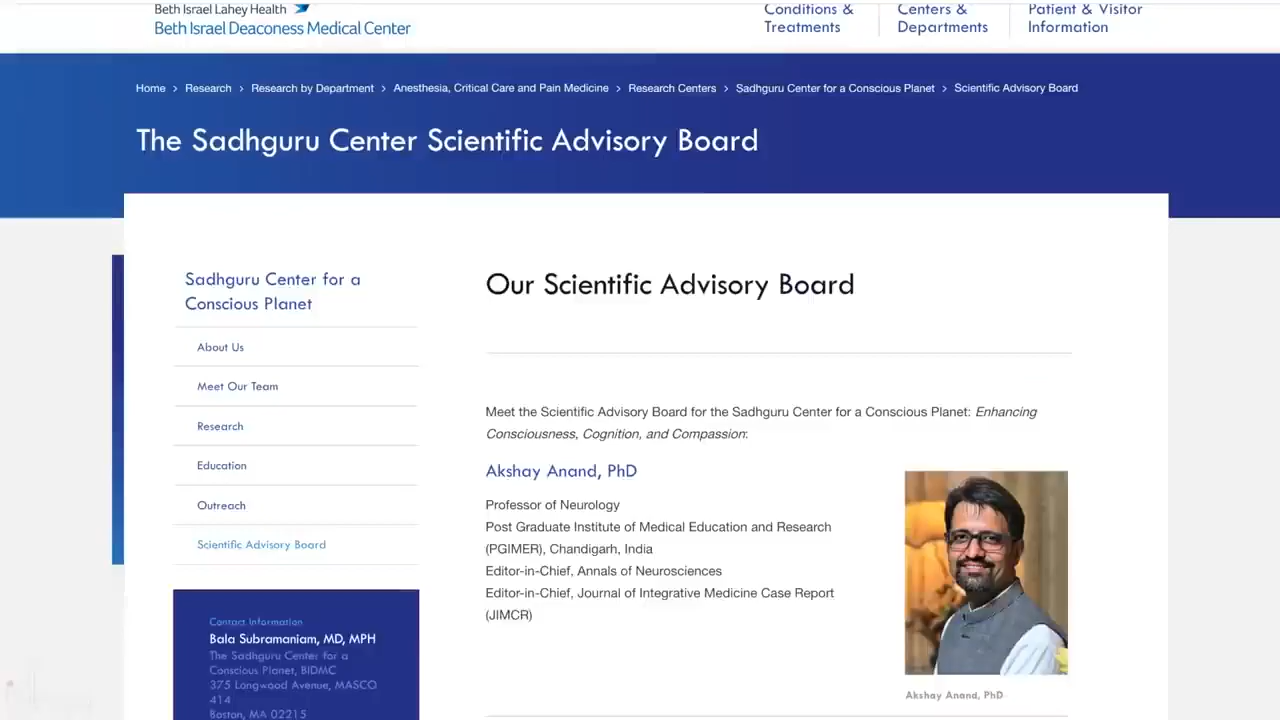 Beth Israel Lahey Health
Beth Israel Deaconess Medical Center
Conditions &
Treatments
Centers &
Departments
Patient & Visitor
Information
Home > Research > Research by Department > Anesthesia, Critical Care and Pain Medicine > Research Centers > Sadhguru Center for a Conscious Planet > Scientific Advisory Board
The Sadhguru Center Scientific Advisory Board
Sadhguru Center for a
Conscious Planet
About Us
Meet Our Team
Research
Education
Outreach
Scientific Advisory Board
Contact Information
Bala Subramaniam, MD, MPH
The Sadhguru Center for a
Conscious Planet, BIDMC
375 Longwood Avenue, MASCO
414
Boston, MA 02215
Our Scientific Advisory Board
Meet the Scientific Advisory Board for the Sadhguru Center for a Conscious Planet: Enhancing
Consciousness, Cognition, and Compassion:
Akshay Anand, PhD
Professor of Neurology
Post Graduate Institute of Medical Education and Research
(PGIMER), Chandigarh, India
Editor-in-Chief, Annals of Neurosciences
Editor-in-Chief, Journal of Integrative Medicine Case Report
(JIMCR)
Akshay Anand, PhD